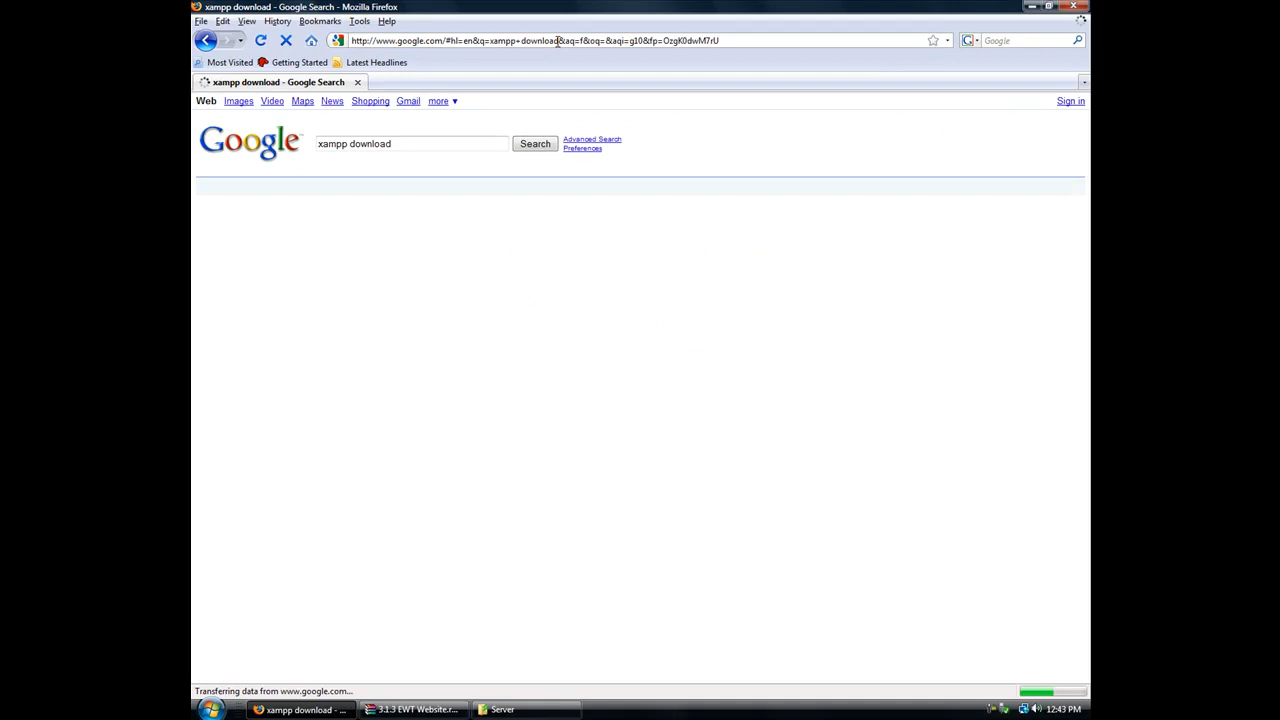 xampp download - Google Search - Mozilla Firefox
File Edit View History Bookmarks Tools Help
http://www.google.com/#hl=en&q=xampp+download&aq=f&oq=&aqi=g10&fp=OzgK0dwM7rU
Google
Most Visited Getting Started Latest Headlines
xampp download - Google Search
Web Images Video Maps News Shopping Gmail more ▼ Sign in
Google xampp download Search
Advanced Search
Preferences
Transferring data from www.google.com...
xampp download - ... 3.1.3 EWT Website.r... Server 12:43 PM